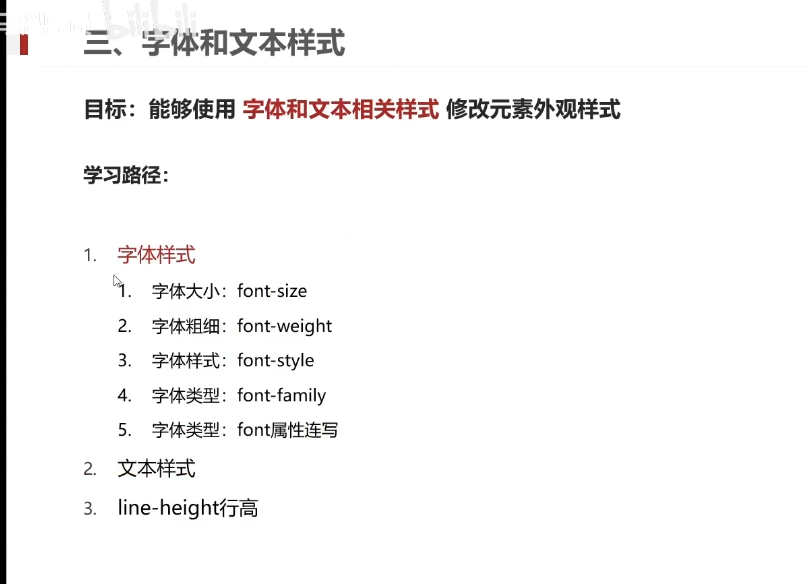 bilibili
三、字体和文本样式
目标：能够使用 字体和文本相关样式 修改元素外观样式
学习路径：
1. 字体样式
1. 字体大小：font-size
2. 字体粗细：font-weight
3. 字体样式：font-style
4. 字体类型：font-family
5. 字体类型：font属性连写
2. 文本样式
3. line-height行高